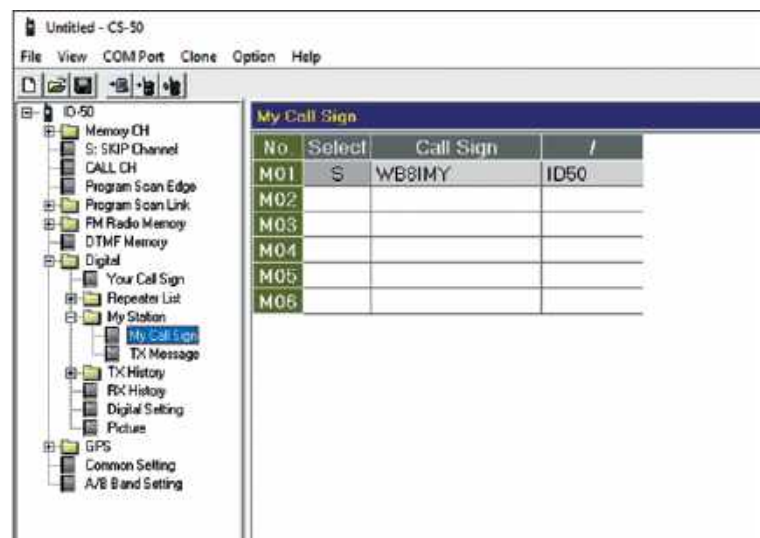 Untitled - CS-50
File View COM Port Clone Option Help
ID-50
Memory CH
S: SKIP Channel
CALL CH
Program Scan Edge
Program Scan Link
FM Radio Memory
DTMF Memory
Digital
Your Call Sign
Repeater List
My Station
My Call Sign
TX Message
TX History
RX History
Digital Setting
Picture
GPS
Common Setting
A/B Band Setting
My Call Sign
No. Select Call Sign /
M01 S WB8IMY ID50
M02
M03
M04
M05
M06